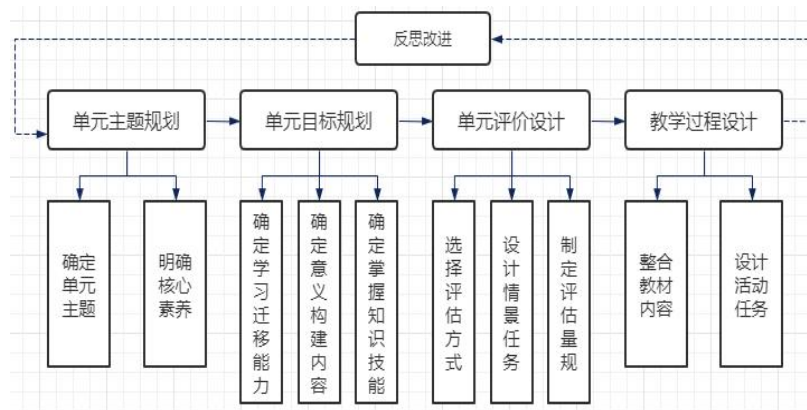 反思改进
单元主题规划
单元目标规划
单元评价设计
教学过程设计
确定
单元
主题
明确
核心
素养
确定学习迁移能力
确定意义构建内容
确定掌握知识技能
选择评估方式
设计情景任务
制定评估量规
整合
教材
内容
设计
活动
任务